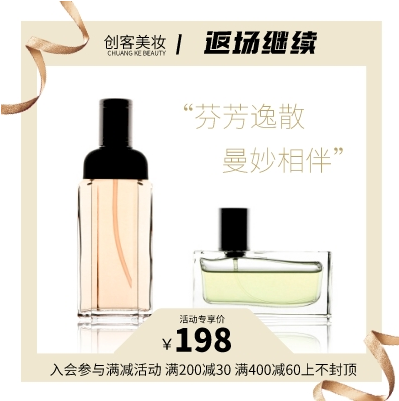 创客美妆 | 返场继续
CHUANG KE BEAUTY
“芬芳逸散
曼妙相伴”
活动专享价
¥198
入会参与满减活动 满200减30 满400减60上不封顶